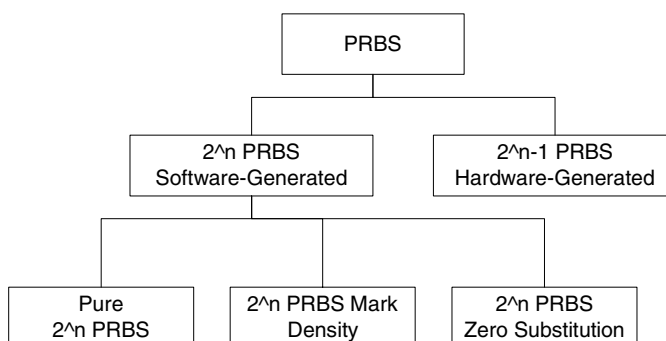 PRBS
2^n PRBS
Software-Generated
2^n-1 PRBS
Hardware-Generated
Pure
2^n PRBS
2^n PRBS Mark
Density
2^n PRBS
Zero Substitution